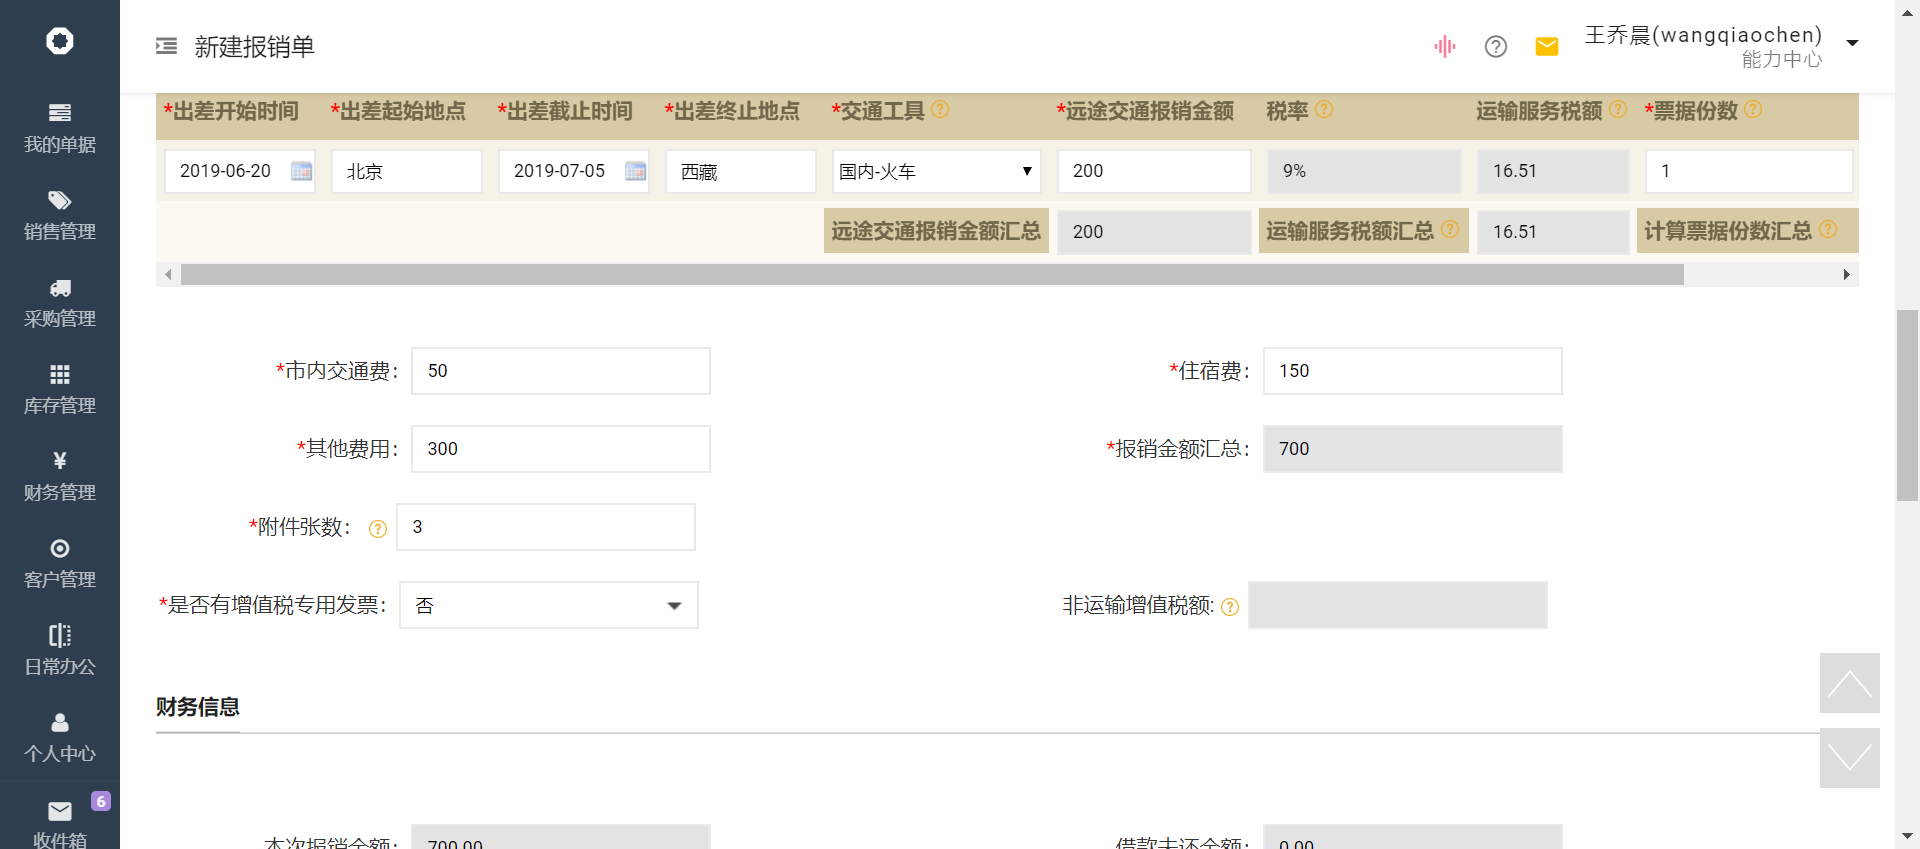 新建报销单
王乔晨(wangqiaochen)
能力中心
我的单据
销售管理
采购管理
库存管理
财务管理
客户管理
日常办公
个人中心
6
收件箱
*出差开始时间 *出差起始地点 *出差截止时间 *出差终止地点 *交通工具 *远途交通报销金额 税率 运输服务税额 *票据份数
2019-06-20 北京 2019-07-05 西藏 国内-火车 200 9% 16.51 1
远途交通报销金额汇总 200 运输服务税额汇总 16.51 计算票据份数汇总
*市内交通费: 50 *住宿费: 150
*其他费用: 300 *报销金额汇总: 700
*附件张数: 3
*是否有增值税专用发票: 否 非运输增值税额:
财务信息
本次报销金额: 700.00 借款未还金额: 0.00